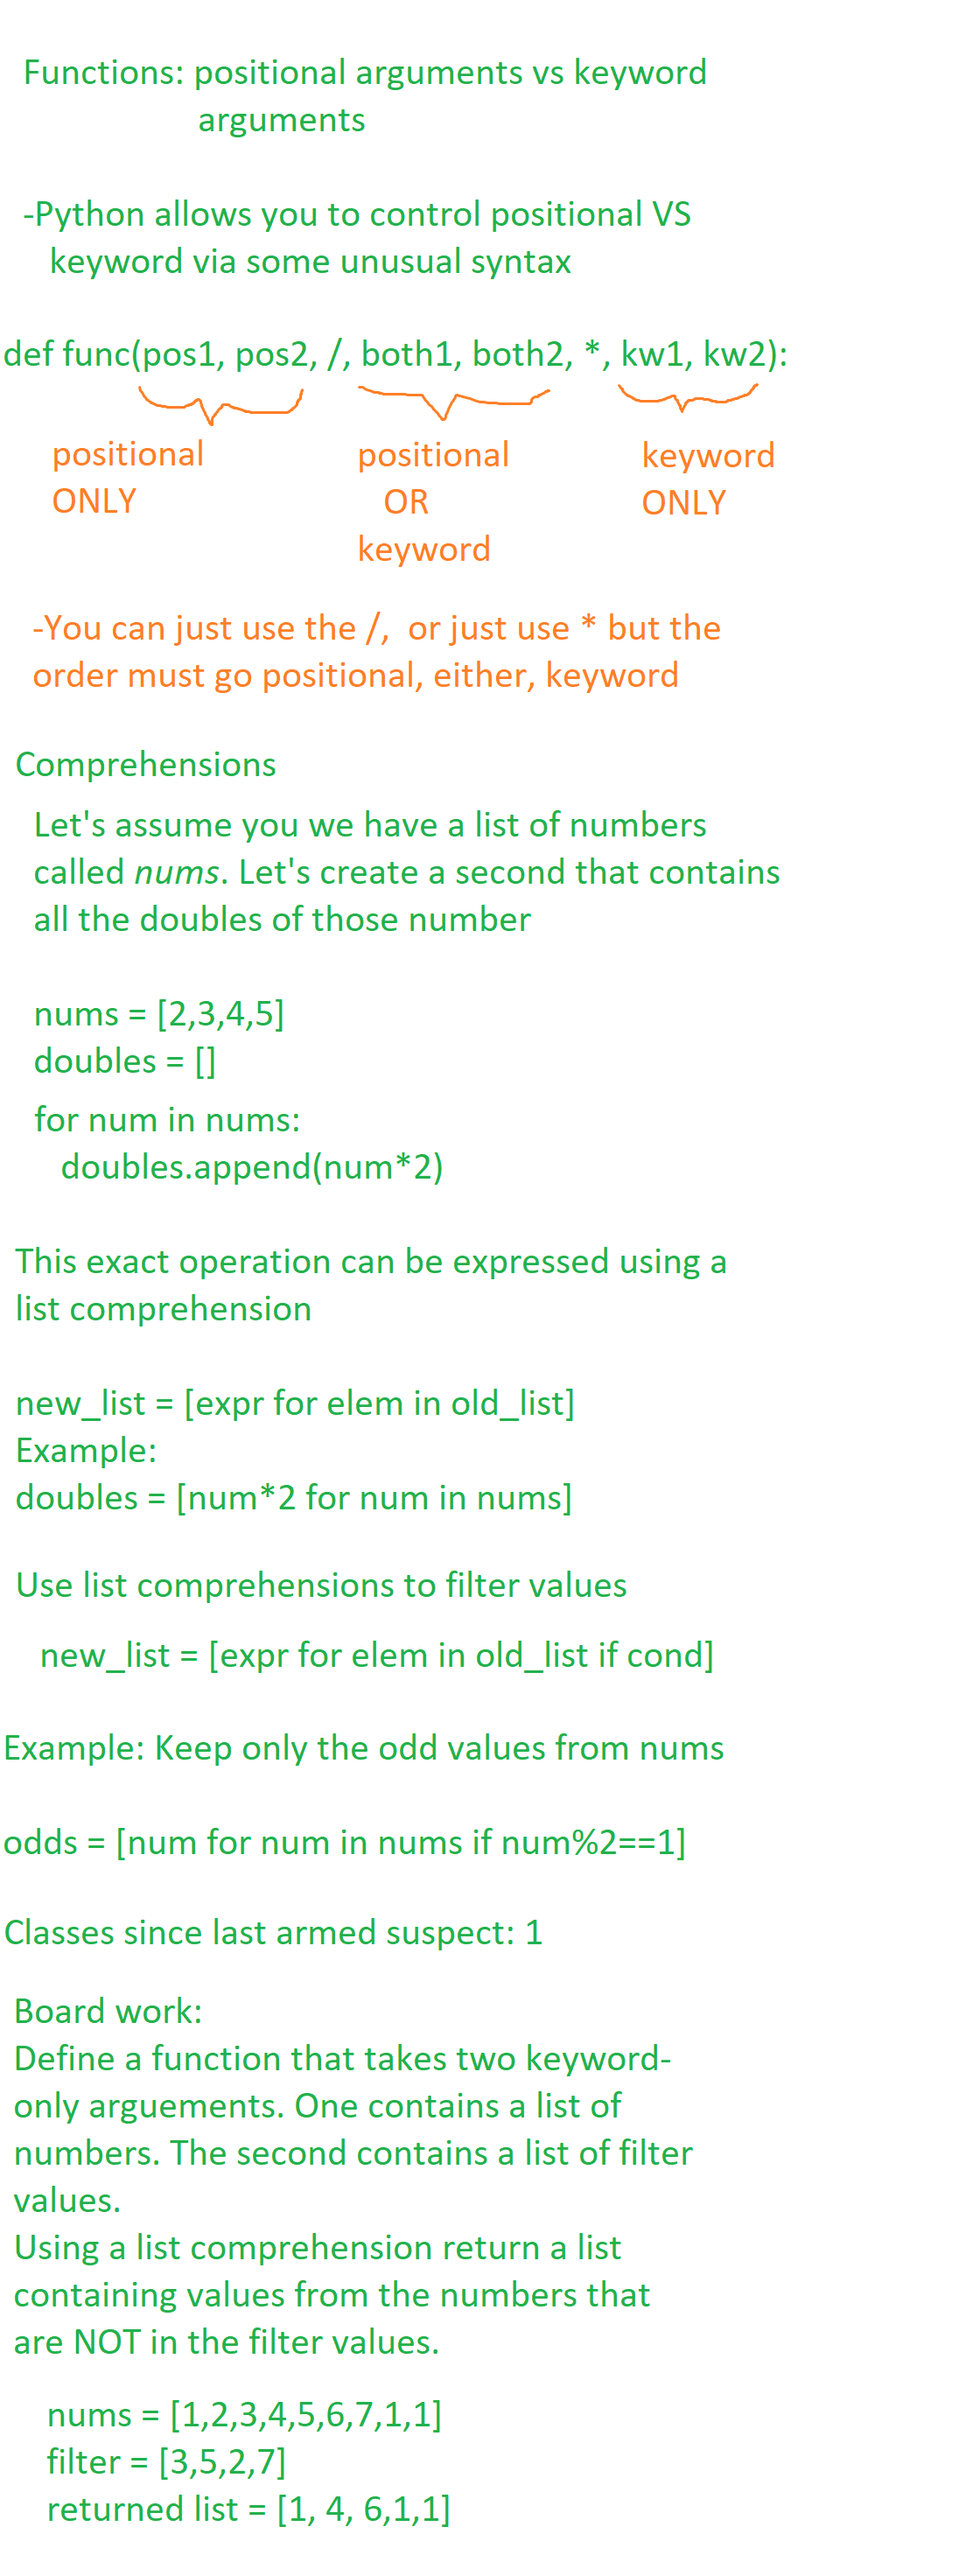 Functions: positional arguments vs keyword
arguments
-Python allows you to control positional VS
keyword via some unusual syntax
def func(pos1, pos2, /, both1, both2, *, kw1, kw2):
positional
ONLY
positional
OR
keyword
keyword
ONLY
-You can just use the /,  or just use * but the
order must go positional, either, keyword
Comprehensions
Let's assume you we have a list of numbers
called nums. Let's create a second that contains
all the doubles of those number
nums = [2,3,4,5]
doubles = []
for num in nums:
doubles.append(num*2)
This exact operation can be expressed using a
list comprehension
new_list = [expr for elem in old_list]
Example:
doubles = [num*2 for num in nums]
Use list comprehensions to filter values
new_list = [expr for elem in old_list if cond]
Example: Keep only the odd values from nums
odds = [num for num in nums if num%2==1]
Classes since last armed suspect: 1
Board work:
Define a function that takes two keyword-
only arguements. One contains a list of
numbers. The second contains a list of filter
values.
Using a list comprehension return a list
containing values from the numbers that
are NOT in the filter values.
nums = [1,2,3,4,5,6,7,1,1]
filter = [3,5,2,7]
returned list = [1, 4, 6,1,1]